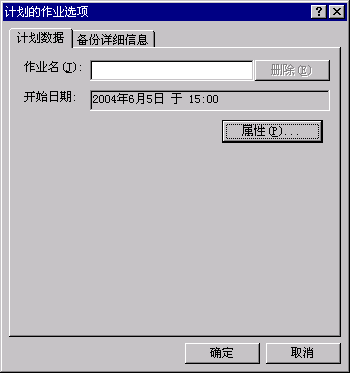 计划的作业选项
计划数据 备份详细信息
作业名(J): 删除(E)
开始日期: 2004年6月5日 于 15:00
属性(P)...
确定 取消